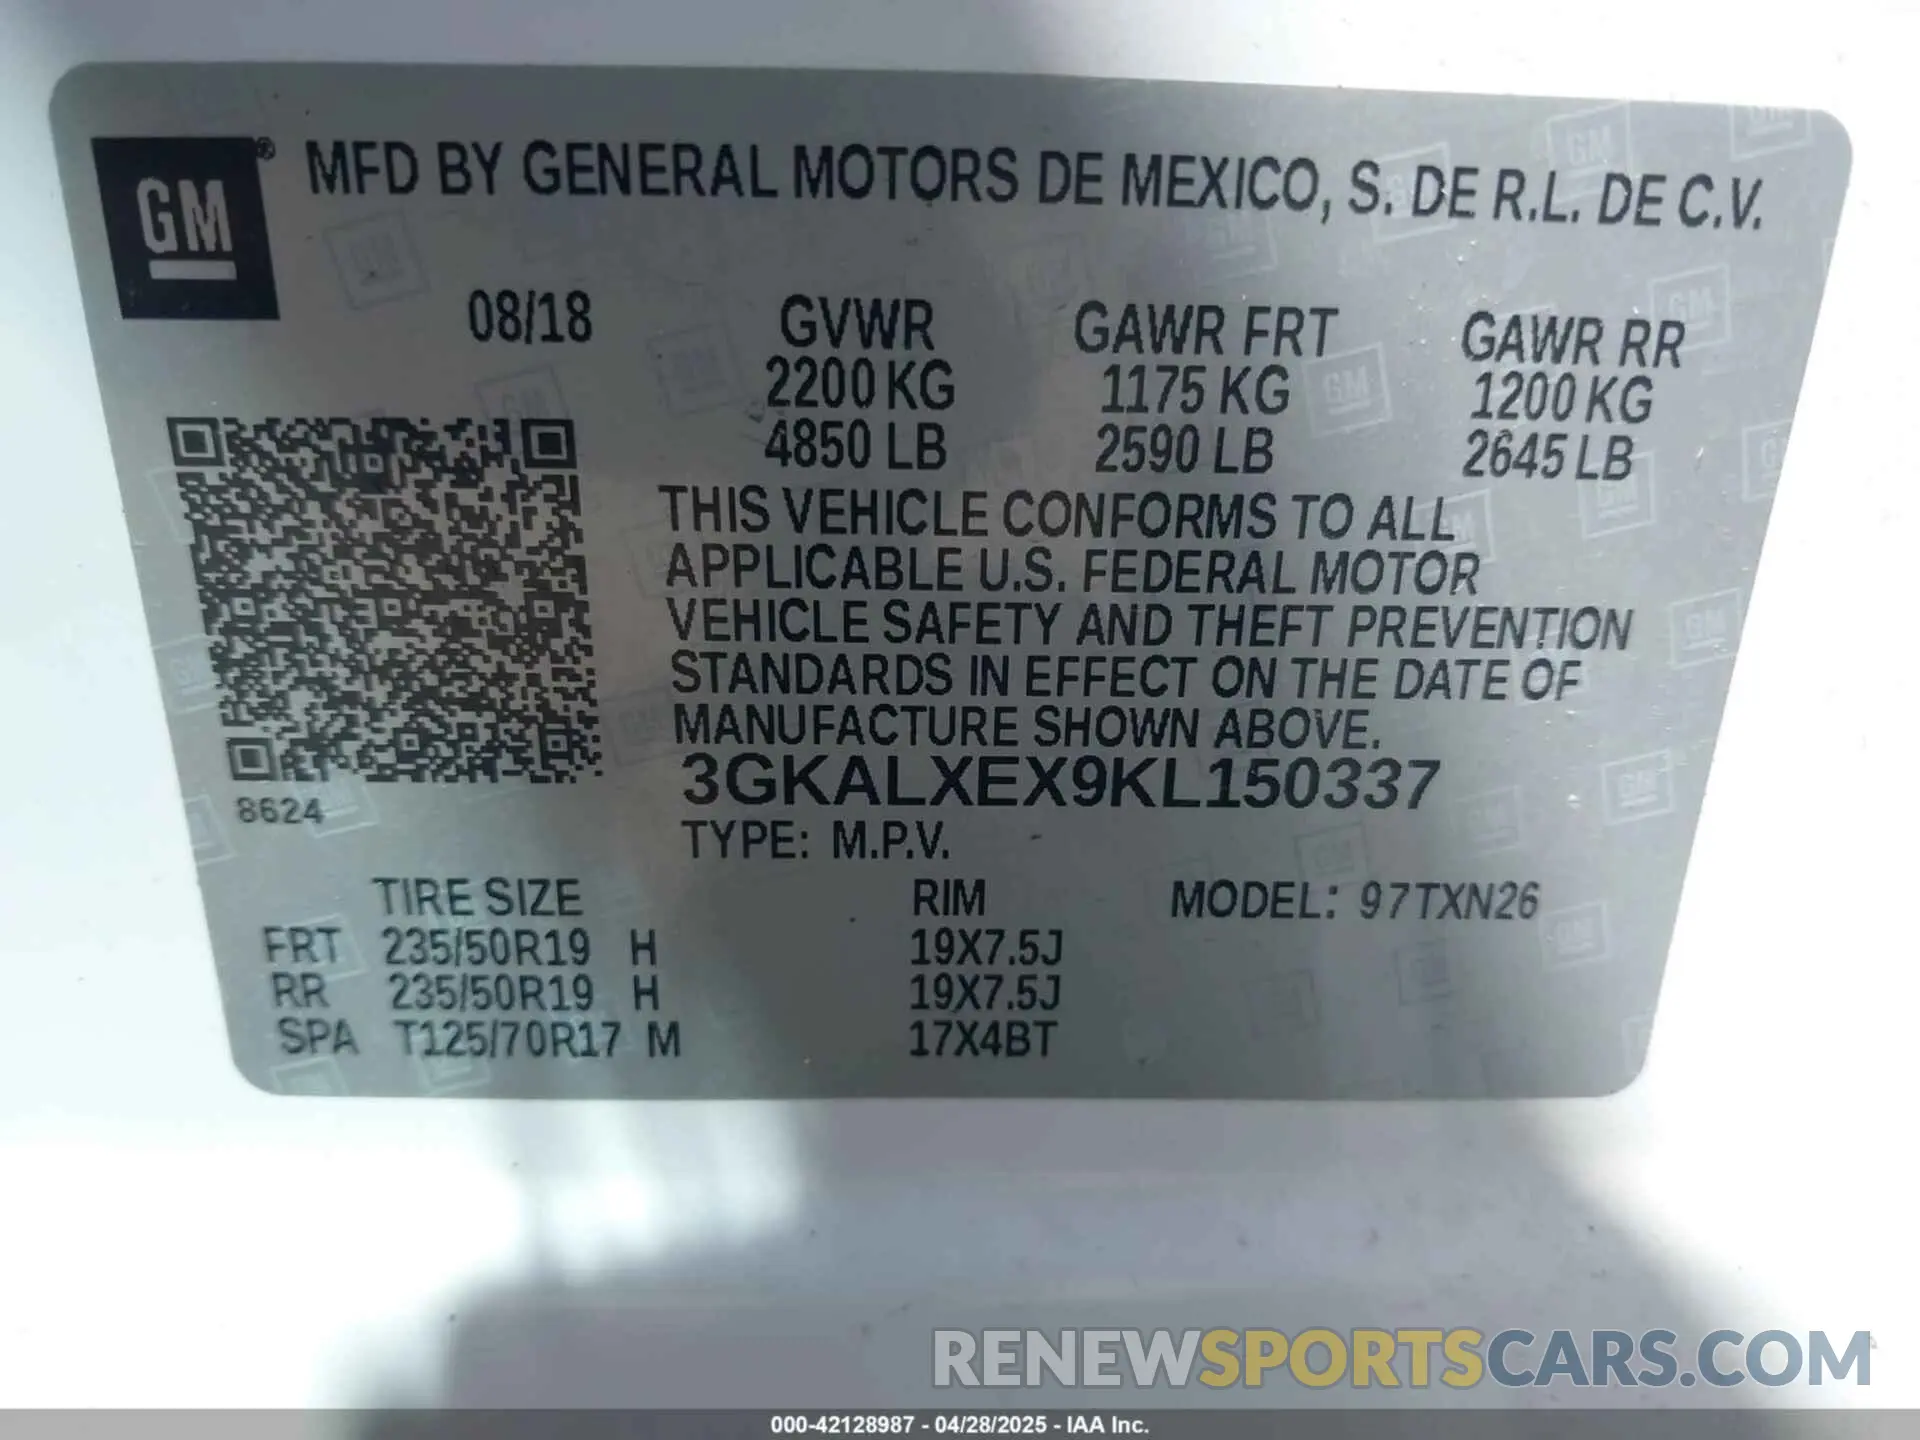 GM® MFD BY GENERAL MOTORS DE MEXICO, S. DE R.L. DE C.V.
08/18 GVWR GAWR FRT GAWR RR
2200 KG 1175 KG 1200 KG
4850 LB 2590 LB 2645 LB
THIS VEHICLE CONFORMS TO ALL
APPLICABLE U.S. FEDERAL MOTOR
VEHICLE SAFETY AND THEFT PREVENTION
STANDARDS IN EFFECT ON THE DATE OF
MANUFACTURE SHOWN ABOVE.
3GKALXEX9KL150337
8624
TYPE: M.P.V.
TIRE SIZE RIM MODEL: 97TXN26
FRT 235/50R19 H 19X7.5J
RR 235/50R19 H 19X7.5J
SPA T125/70R17 M 17X4BT
RENEWSPORTSCARS.COM
000-42128987 - 04/28/2025 - IAA Inc.